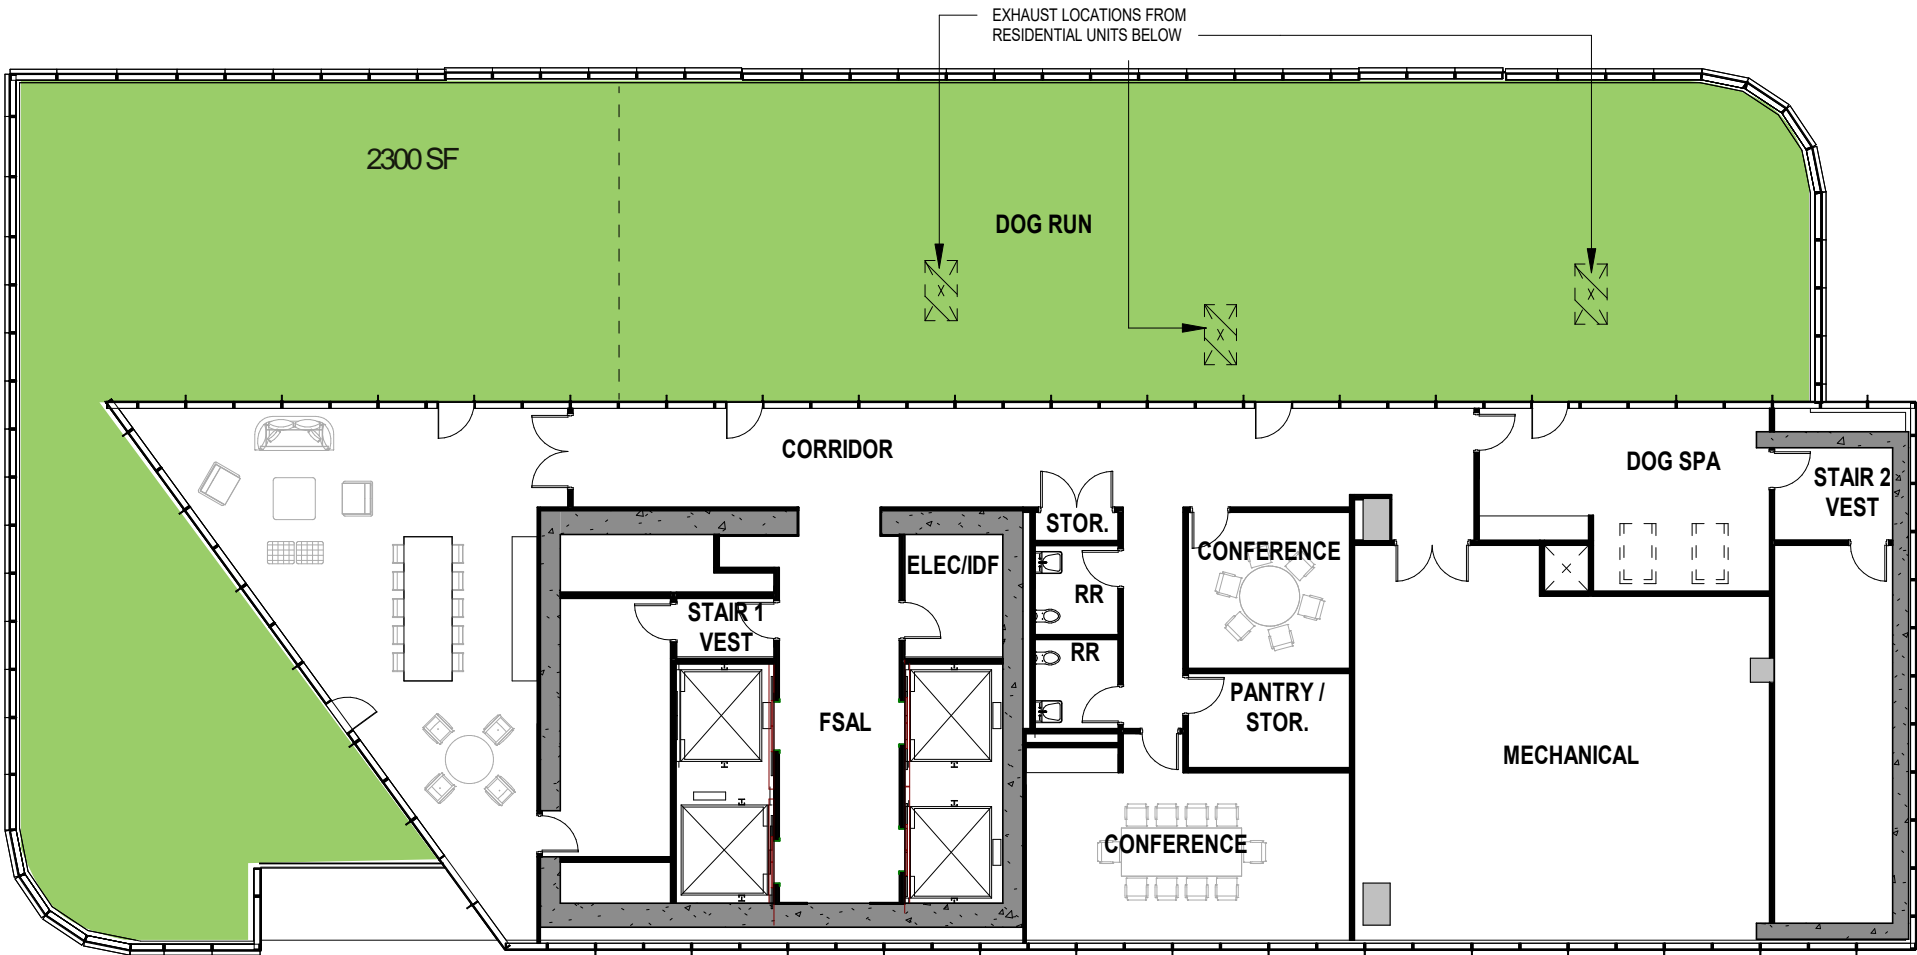 EXHAUST LOCATIONS FROM
RESIDENTIAL UNITS BELOW
2300 SF
DOG RUN
CORRIDOR
DOG SPA
STAIR 2
VEST
STOR.
CONFERENCE
ELEC/IDF
RR
STAIR 1
VEST
RR
PANTRY /
STOR.
FSAL
MECHANICAL
CONFERENCE